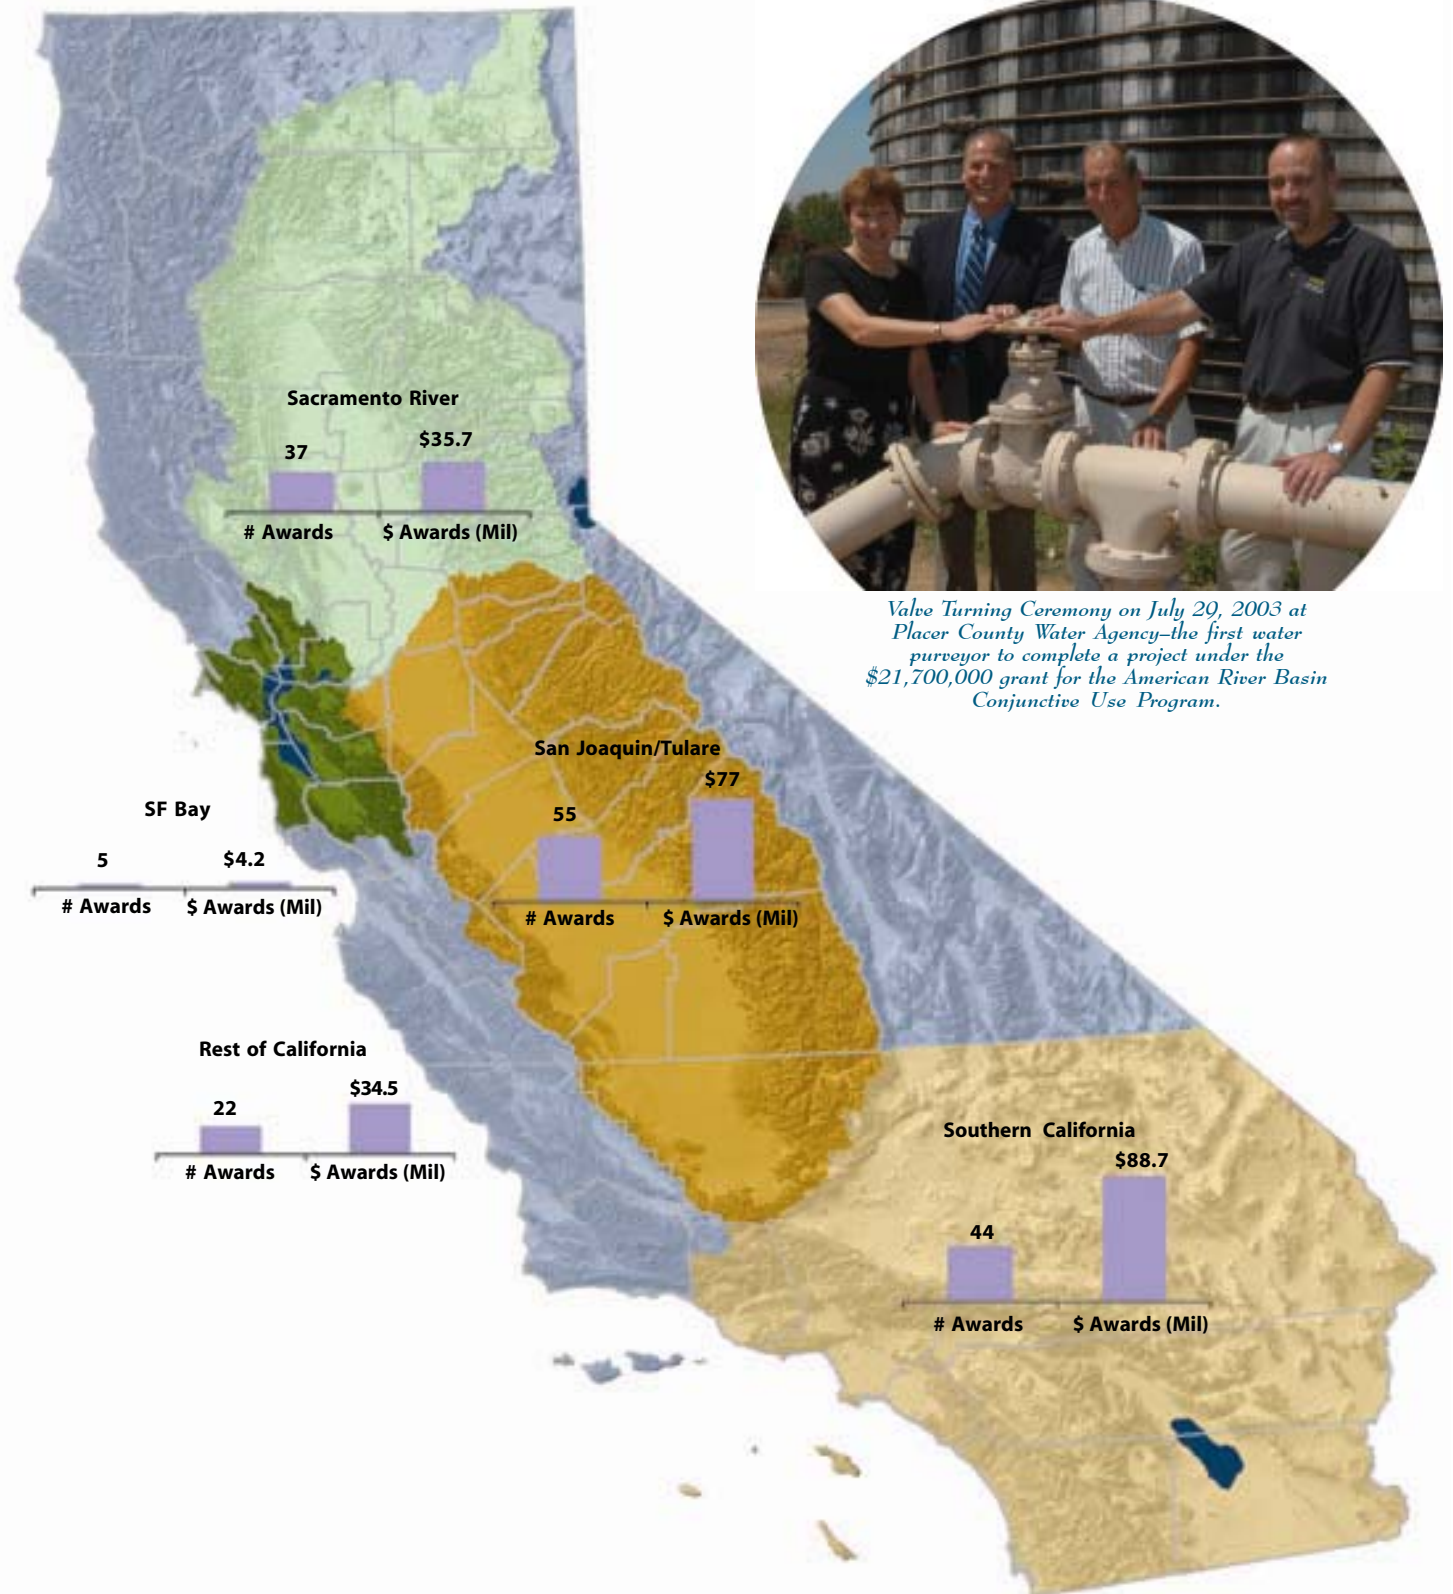 Sacramento River
37
$35.7
# Awards
$ Awards (Mil)
Valve Turning Ceremony on July 29, 2003 at
Placer County Water Agency–the first water
purveyor to complete a project under the
$21,700,000 grant for the American River Basin
Conjunctive Use Program.
San Joaquin/Tulare
55
$77
# Awards
$ Awards (Mil)
SF Bay
5
$4.2
# Awards
$ Awards (Mil)
Rest of California
22
$34.5
# Awards
$ Awards (Mil)
Southern California
44
$88.7
# Awards
$ Awards (Mil)